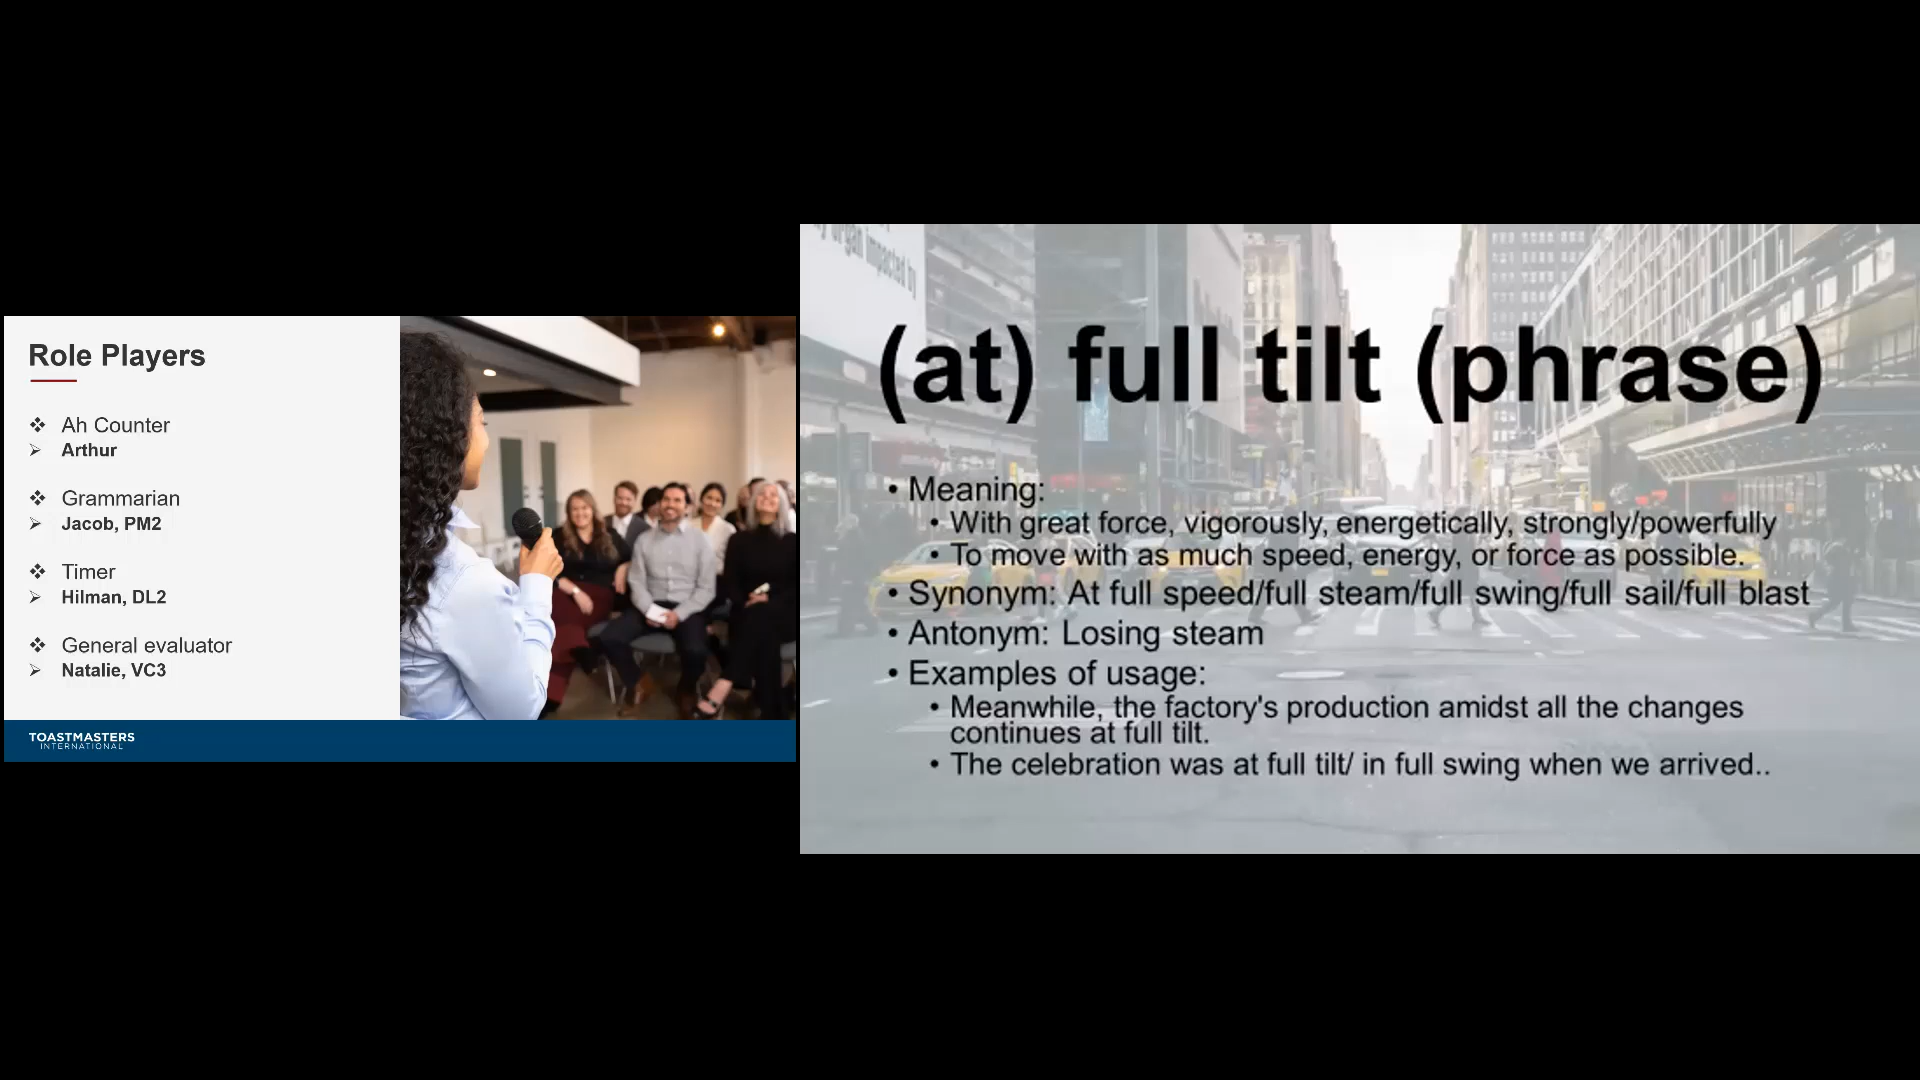 Role Players
❖ Ah Counter
➢ Arthur
❖ Grammarian
➢ Jacob, PM2
❖ Timer
➢ Hilman, DL2
❖ General evaluator
➢ Natalie, VC3
TOASTMASTERS
INTERNATIONAL
organ impacted by
(at) full tilt (phrase)
• Meaning:
• With great force, vigorously, energetically, strongly/powerfully
• To move with as much speed, energy, or force as possible.
• Synonym: At full speed/full steam/full swing/full sail/full blast
• Antonym: Losing steam
• Examples of usage:
• Meanwhile, the factory's production amidst all the changes
continues at full tilt.
• The celebration was at full tilt/ in full swing when we arrived..